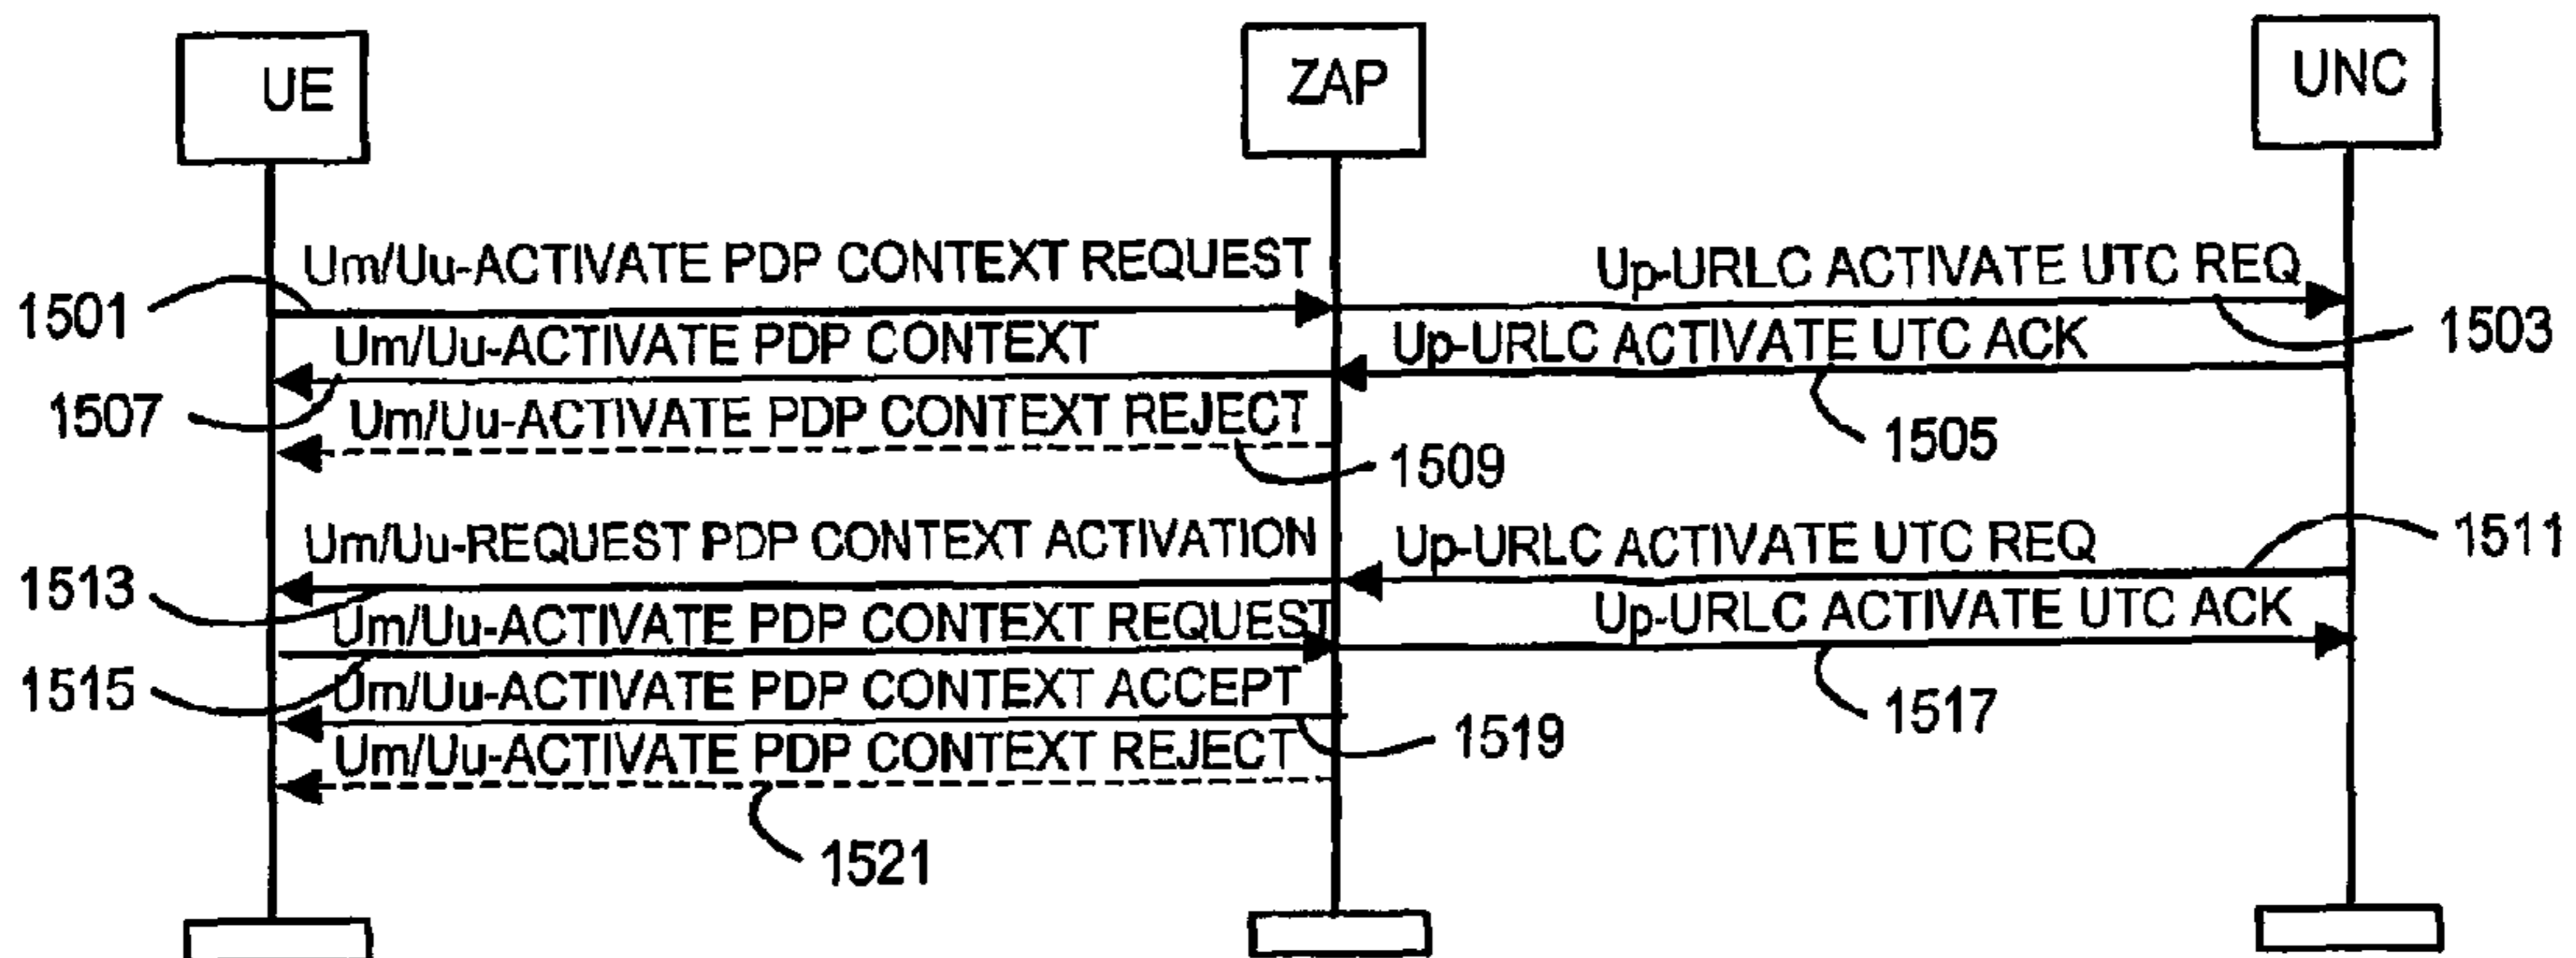 UE
ZAP
UNC
Um/Uu-ACTIVATE PDP CONTEXT REQUEST
Up-URLC ACTIVATE UTC REQ
1501
1503
Um/Uu-ACTIVATE PDP CONTEXT
Up-URLC ACTIVATE UTC ACK
1507
1505
Um/Uu-ACTIVATE PDP CONTEXT REJECT
1509
Um/Uu-REQUEST PDP CONTEXT ACTIVATION
Up-URLC ACTIVATE UTC REQ
1511
1513
Um/Uu-ACTIVATE PDP CONTEXT REQUEST
Up-URLC ACTIVATE UTC ACK
1515
1517
Um/Uu-ACTIVATE PDP CONTEXT ACCEPT
1519
Um/Uu-ACTIVATE PDP CONTEXT REJECT
1521